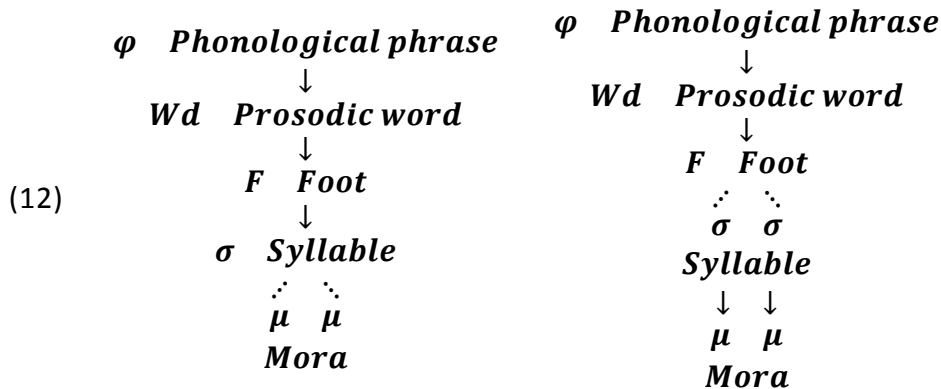 φ Phonological phrase
↓
Wd Prosodic word
↓
F Foot
↓
σ Syllable
⋰ ⋱
μ μ
Mora
(12)
φ Phonological phrase
↓
Wd Prosodic word
↓
F Foot
⋰ ⋱
σ σ
Syllable
↓ ↓
μ μ
Mora